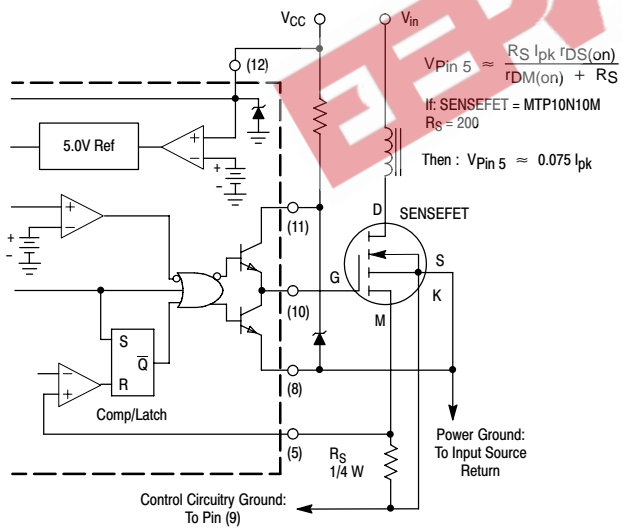 VCC
Vin
(12)
VPin 5 ≈ RS Ipk rDS(on) / rDM(on) + RS
If: SENSEFET = MTP10N10M
RS = 200
Then : VPin 5 ≈ 0.075 Ipk
5.0V Ref
+
−
+
−
+
−
+
−
(11)
D
SENSEFET
G
S
K
M
(10)
S
Q̅
R
−
+
Comp/Latch
(8)
(5)
RS
1/4 W
Power Ground:
To Input Source
Return
Control Circuitry Ground:
To Pin (9)